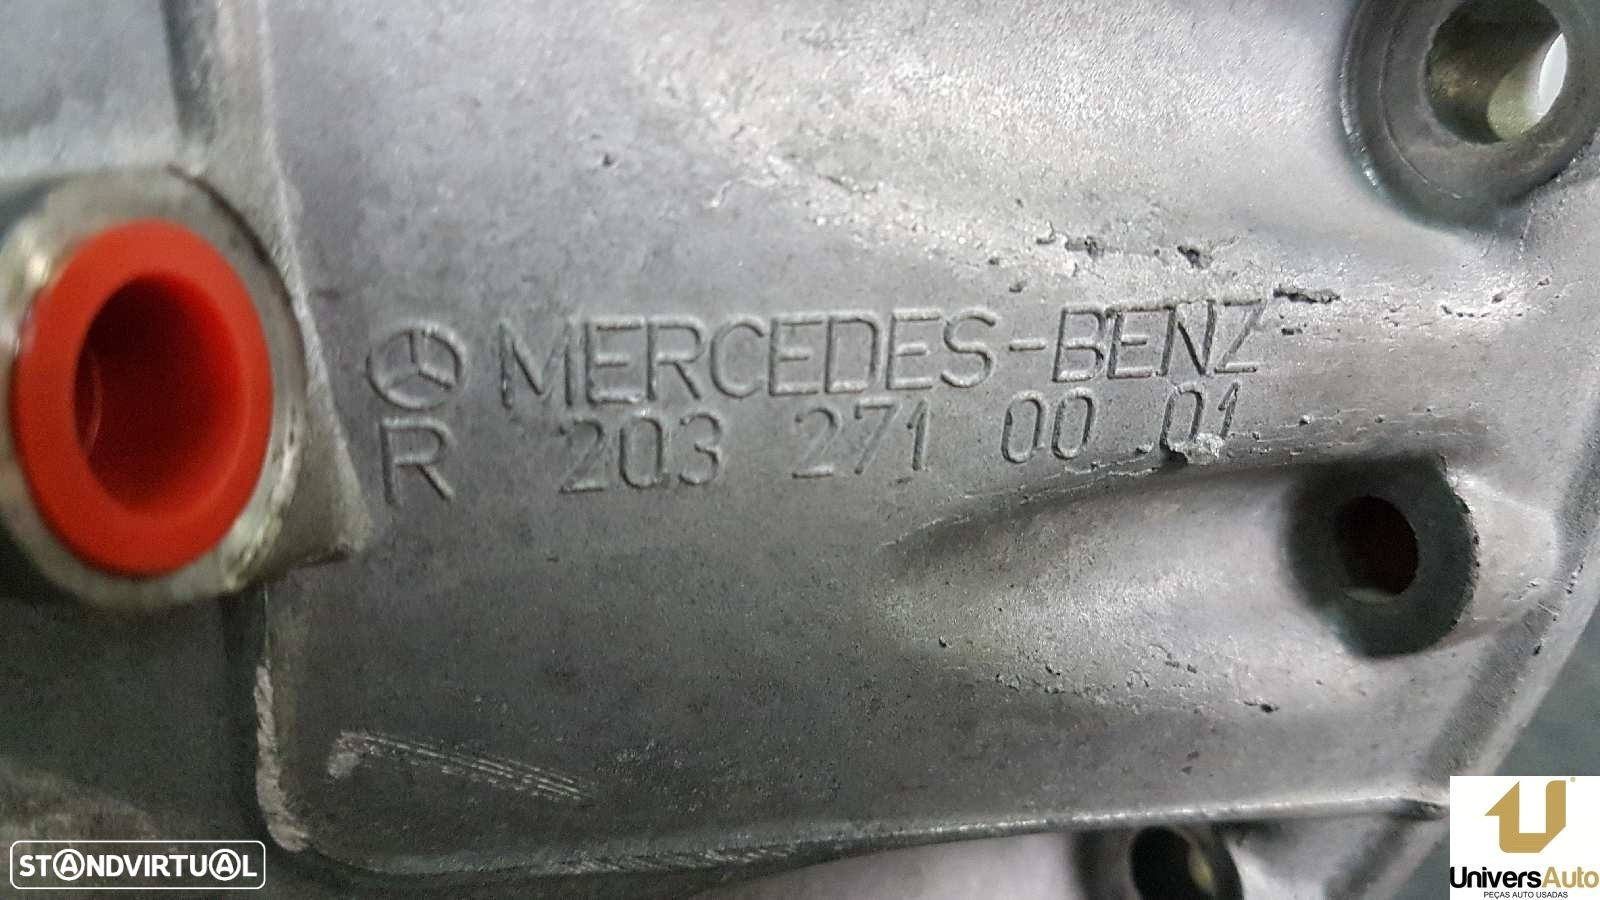 MERCEDES-BENZ
R 203 271 00 01
STANDVIRTUAL
UniversAuto
PEÇAS AUTO USADAS